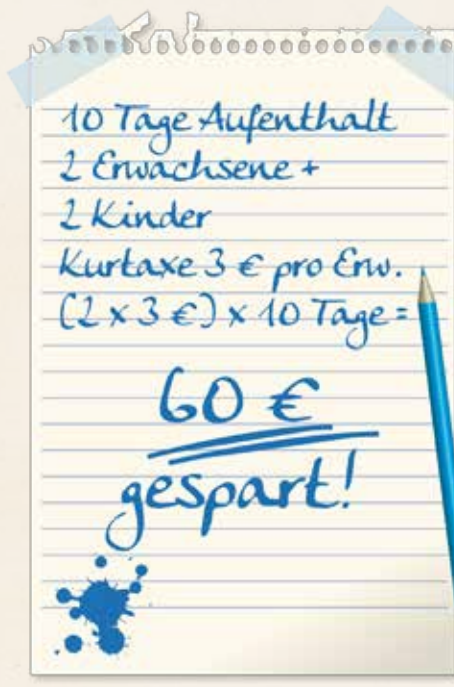 10 Tage Aufenthalt
2 Erwachsene +
2 Kinder
Kurtaxe 3 € pro Erw.
(2 x 3 €) x 10 Tage =
60 €
gespart!